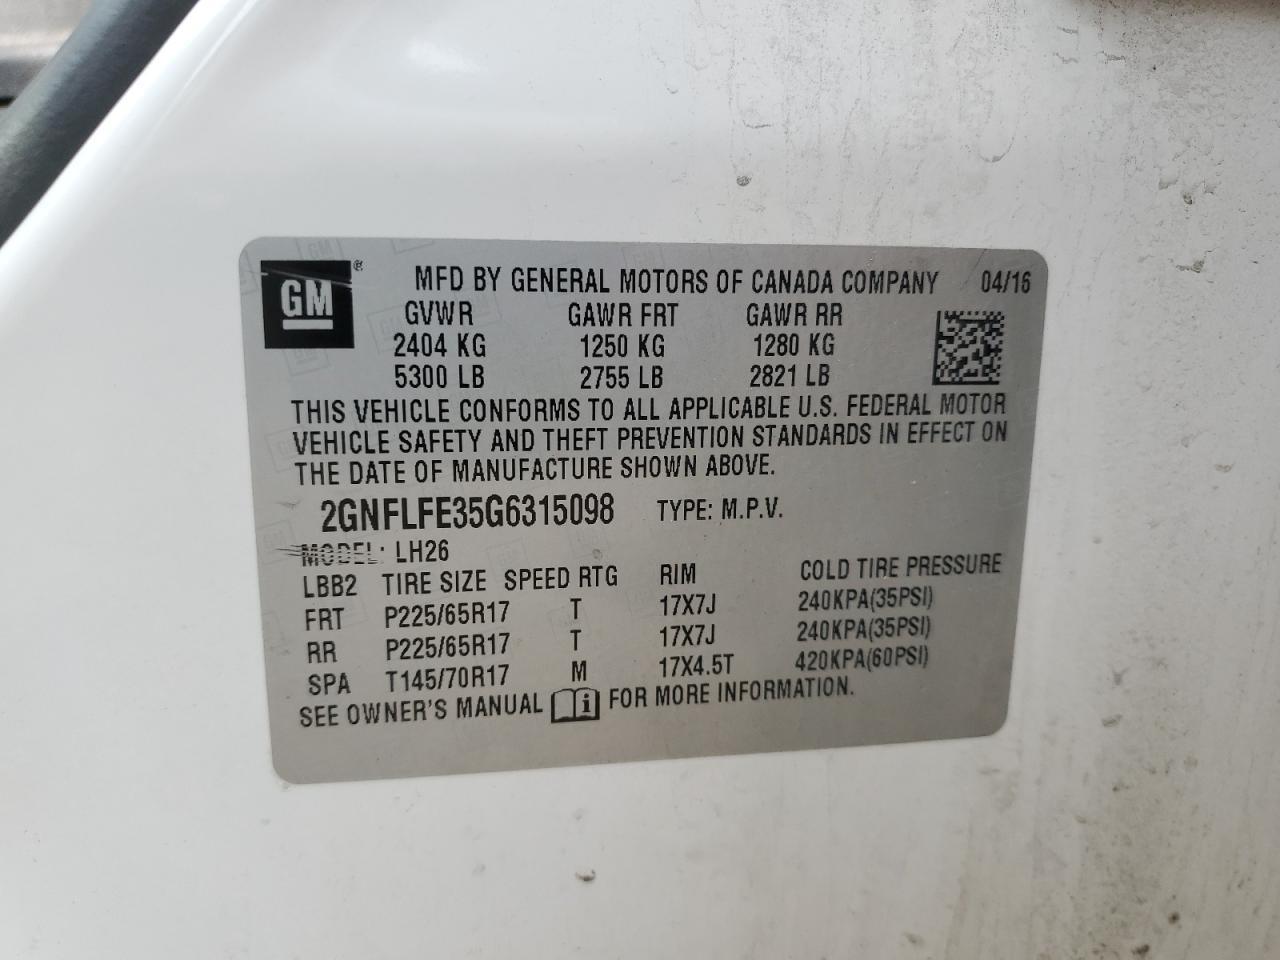 GM ® MFD BY GENERAL MOTORS OF CANADA COMPANY 04/16
GVWR GAWR FRT GAWR RR
2404 KG 1250 KG 1280 KG
5300 LB 2755 LB 2821 LB
THIS VEHICLE CONFORMS TO ALL APPLICABLE U.S. FEDERAL MOTOR
VEHICLE SAFETY AND THEFT PREVENTION STANDARDS IN EFFECT ON
THE DATE OF MANUFACTURE SHOWN ABOVE.
2GNFLFE35G6315098 TYPE: M.P.V.
MODEL: LH26
LBB2 TIRE SIZE SPEED RTG RIM COLD TIRE PRESSURE
FRT P225/65R17 T 17X7J 240KPA(35PSI)
RR P225/65R17 T 17X7J 240KPA(35PSI)
SPA T145/70R17 M 17X4.5T 420KPA(60PSI)
SEE OWNER'S MANUAL i FOR MORE INFORMATION.